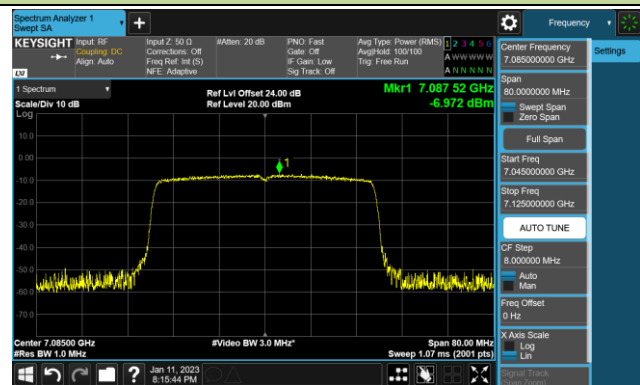 Spectrum Analyzer 1
Swept SA
Frequency
KEYSIGHT
Input: RF
Coupling: DC
Align: Auto
Input Z: 50 Ω
Corrections: Off
Freq Ref: Int (S)
NFE: Adaptive
#Atten: 20 dB
PNO: Fast
Gate: Off
IF Gain: Low
Sig Track: Off
Avg Type: Power (RMS)
Avg|Hold: 100/100
Trig: Free Run
1 2 3 4 5 6
A W W W W W
A N N N N N
LXI
1 Spectrum
Scale/Div 10 dB
Log
Ref Lvl Offset 24.00 dB
Ref Level 20.00 dBm
Mkr1 7.087 52 GHz
-6.972 dBm
10.0
0.00
-10.0
-20.0
-30.0
-40.0
-50.0
-60.0
-70.0
1
Center 7.08500 GHz
#Res BW 1.0 MHz
#Video BW 3.0 MHz*
Span 80.00 MHz
Sweep 1.07 ms (2001 pts)
Center Frequency
7.085000000 GHz
Span
80.0000000 MHz
Swept Span
Zero Span
Full Span
Start Freq
7.045000000 GHz
Stop Freq
7.125000000 GHz
AUTO TUNE
CF Step
8.000000 MHz
Auto
Man
Freq Offset
0 Hz
X Axis Scale
Log
Lin
Signal Track
(Span Zoom)
Settings
Jan 11, 2023
8:15:44 PM